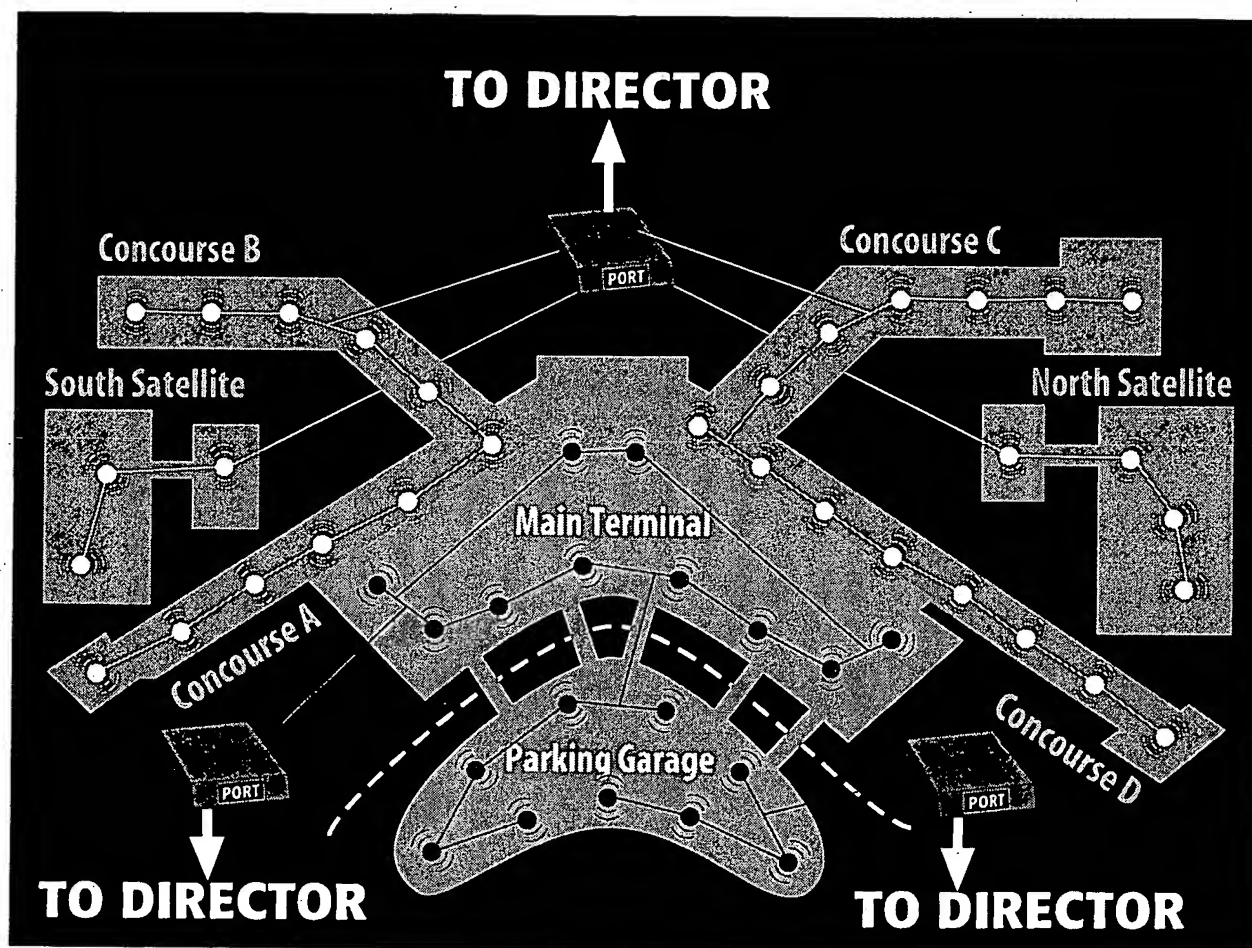 TO DIRECTOR
Concourse B
Concourse C
PORT
South Satellite
North Satellite
Main Terminal
Concourse A
Concourse D
Parking Garage
PORT
PORT
TO DIRECTOR
TO DIRECTOR